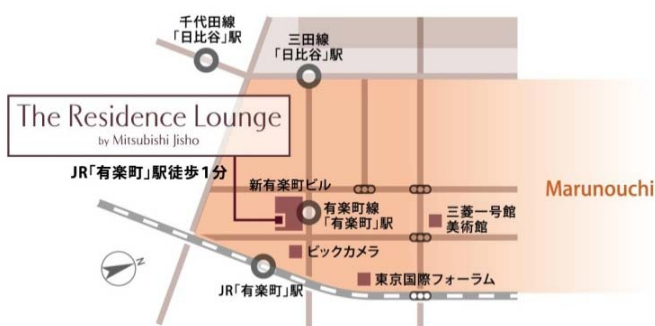 千代田線
「日比谷」駅
三田線
「日比谷」駅
The Residence Lounge
by Mitsubishi Jisho
JR「有楽町」駅徒歩1分
新有楽町ビル
有楽町線
「有楽町」駅
三菱一号館
美術館
Marunouchi
ビックカメラ
N
JR「有楽町」駅
東京国際フォーラム